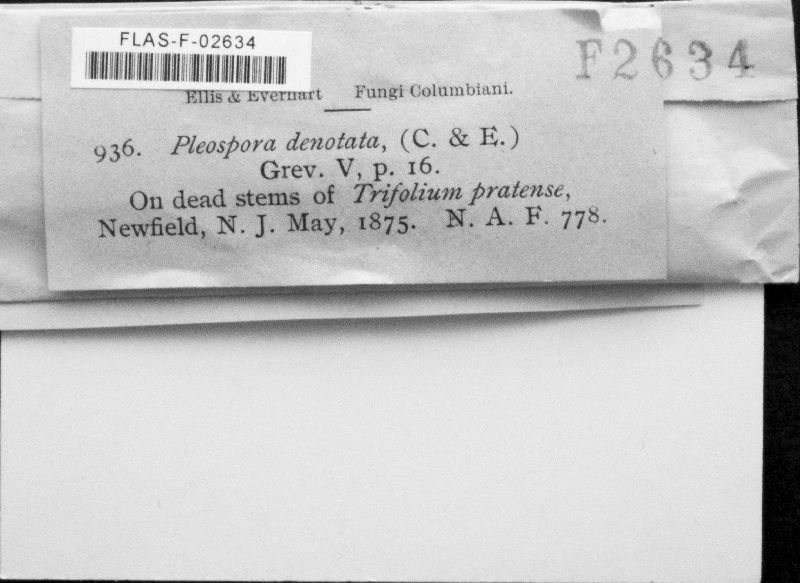 FLAS-F-02634
F2634
Ellis & Everhart Fungi Columbiani.
936. Pleospora denotata, (C. & E.)
Grev. V, p. 16.
On dead stems of Trifolium pratense,
Newfield, N. J. May, 1875. N. A. F. 778.